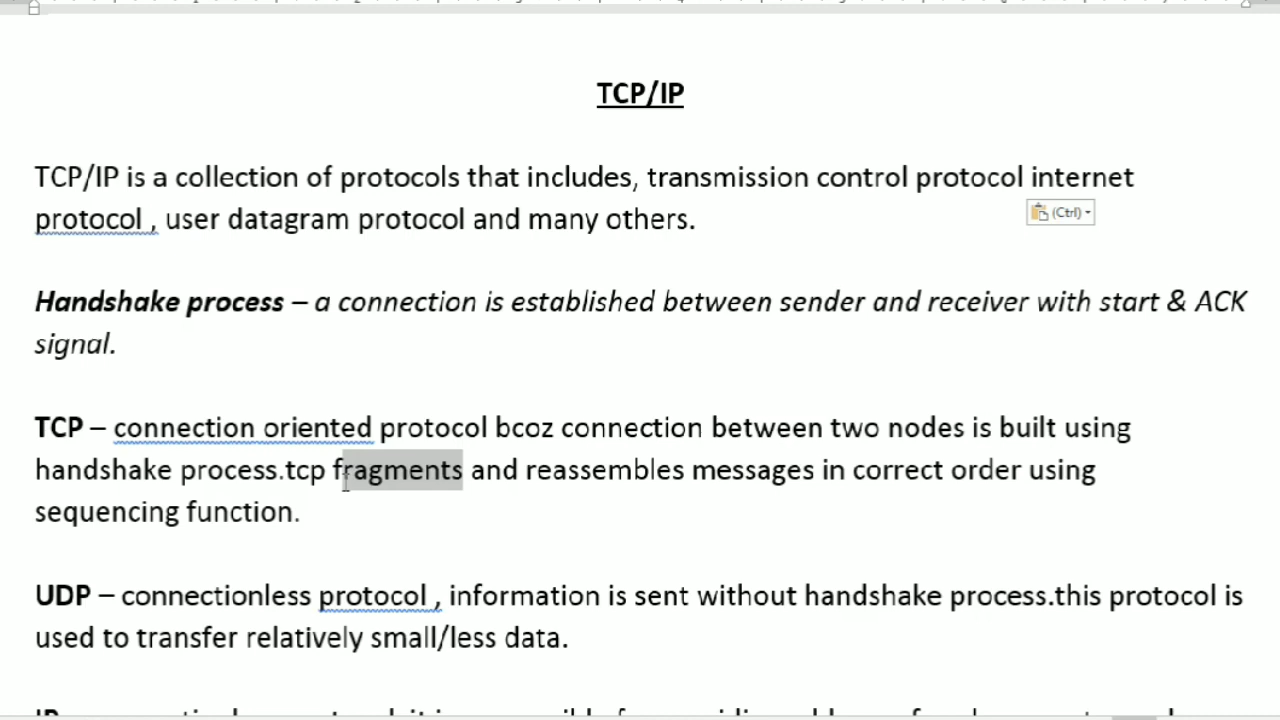 TCP/IP
TCP/IP is a collection of protocols that includes, transmission control protocol internet
protocol , user datagram protocol and many others.
(Ctrl)
Handshake process – a connection is established between sender and receiver with start & ACK
signal.
TCP – connection oriented protocol bcoz connection between two nodes is built using
handshake process.tcp fragments and reassembles messages in correct order using
sequencing function.
UDP – connectionless protocol , information is sent without handshake process.this protocol is
used to transfer relatively small/less data.